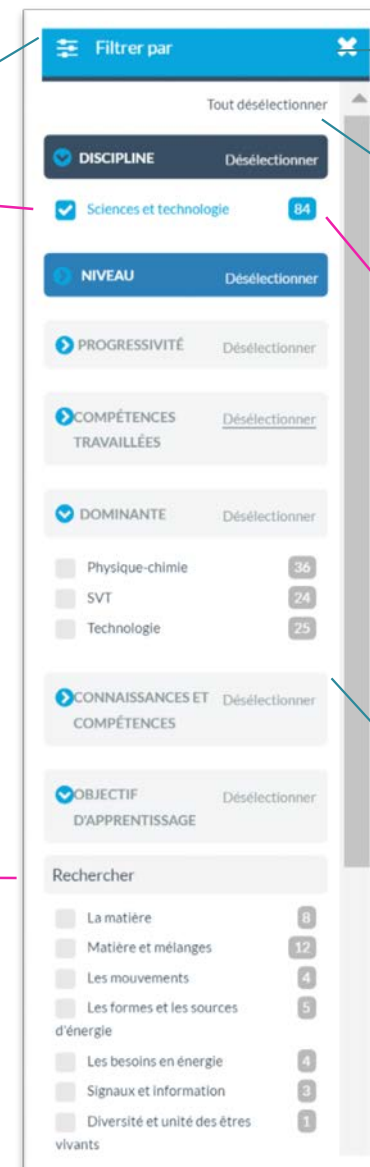 Filtrer par
Tout désélectionner
DISCIPLINE Désélectionner
Sciences et technologie 84
NIVEAU Désélectionner
PROGRESSIVITÉ Désélectionner
COMPÉTENCES Désélectionner
TRAVAILLÉES
DOMINANTE Désélectionner
Physique-chimie 36
SVT 24
Technologie 25
CONNAISSANCES ET Désélectionner
COMPÉTENCES
OBJECTIF Désélectionner
D'APPRENTISSAGE
Rechercher
La matière 8
Matière et mélanges 12
Les mouvements 4
Les formes et les sources 5
d'énergie
Les besoins en énergie 4
Signaux et information 3
Diversité et unité des êtres 1
vivants